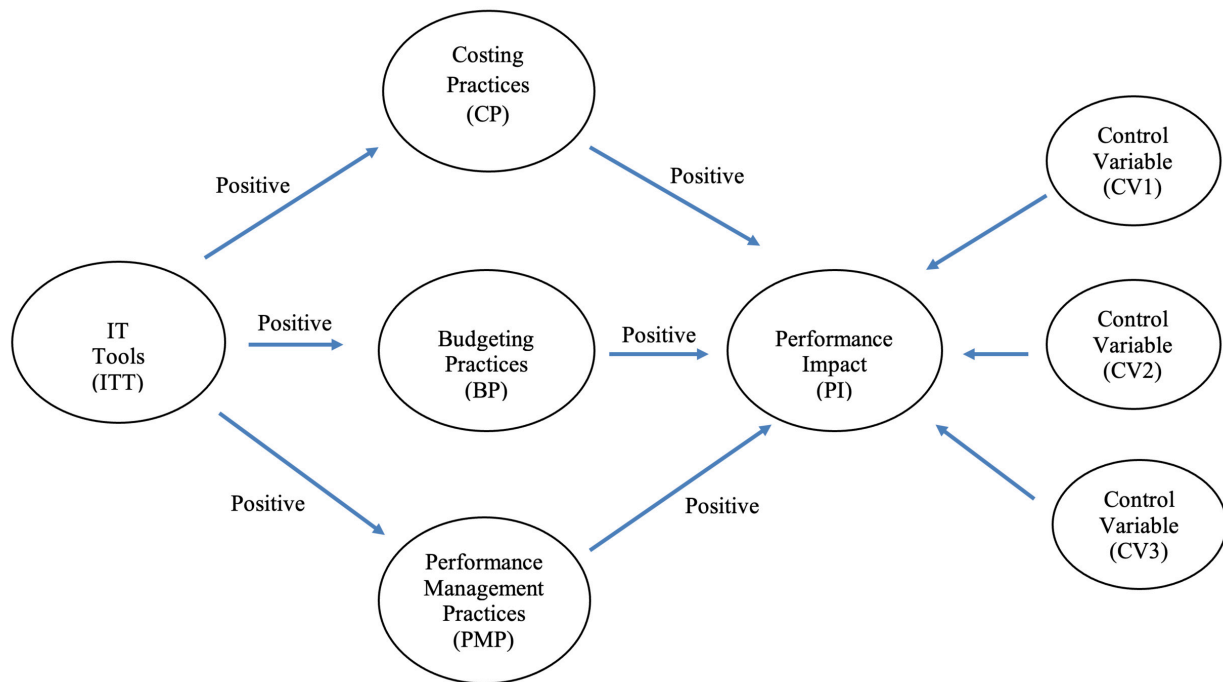 Costing
Practices
(CP)
Control
Variable
(CV1)
Positive
Positive
IT
Tools
(ITT)
Positive
Budgeting
Practices
(BP)
Positive
Performance
Impact
(PI)
Control
Variable
(CV2)
Positive
Positive
Performance
Management
Practices
(PMP)
Control
Variable
(CV3)